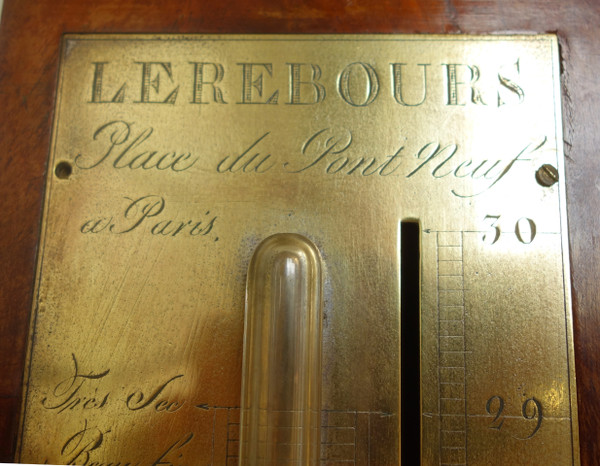 LEREBOURS
Place du Pont Neuf
a Paris.
30
Très Sec
29